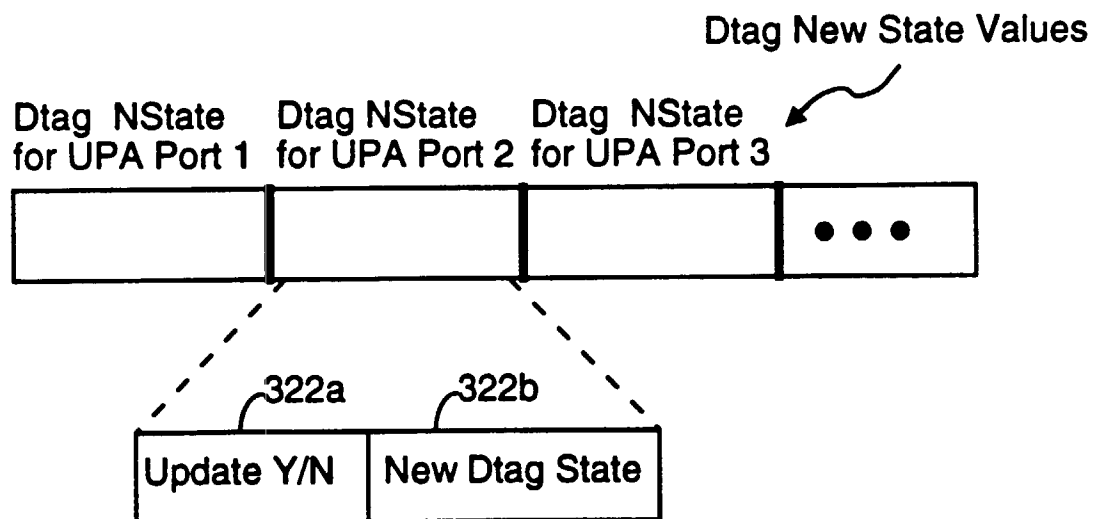 Dtag New State Values
Dtag NState for UPA Port 1
Dtag NState for UPA Port 2
Dtag NState for UPA Port 3
322a
322b
Update Y/N
New Dtag State